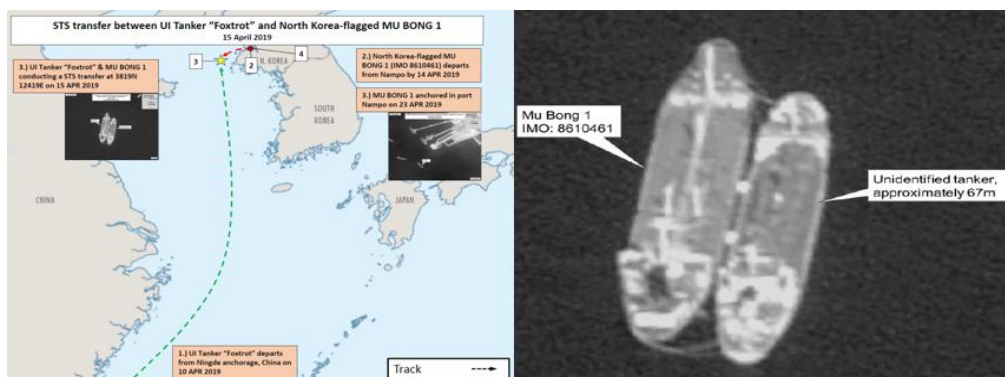 STS transfer between UI Tanker “Foxtrot” and North Korea-flagged MU BONG 1
15 April 2019
3.) UI Tanker “Foxtrot” & MU BONG 1
conducting a STS transfer at 3819N
12419E on 15 APR 2019
3
2
4
N. KOREA
2.) North Korea-flagged MU
BONG 1 (IMO 8610461) departs
from Nampo by 14 APR 2019
3.) MU BONG 1 anchored in port
Nampo on 23 APR 2019
SOUTH
KOREA
CHINA
JAPAN
1.) UI Tanker “Foxtrot” departs
from Ningde anchorage, China on
10 APR 2019
Track
Mu Bong 1
IMO: 8610461
Unidentified tanker,
approximately 67m